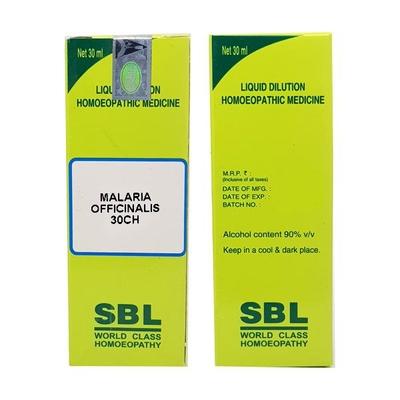 Net 30 ml
LIQUID DILUTION
HOMOEOPATHIC MEDICINE
MALARIA
OFFICINALIS
30CH
SBL
WORLD CLASS
HOMOEOPATHY
Net 30 ml
LIQUID DILUTION
HOMOEOPATHIC MEDICINE
M.R.P. ₹ :
(Inclusive of all taxes)
DATE OF MFG. :
DATE OF EXP. :
BATCH NO. :
Alcohol content 90% v/v
Keep in a cool & dark place.
SBL
WORLD CLASS
HOMOEOPATHY